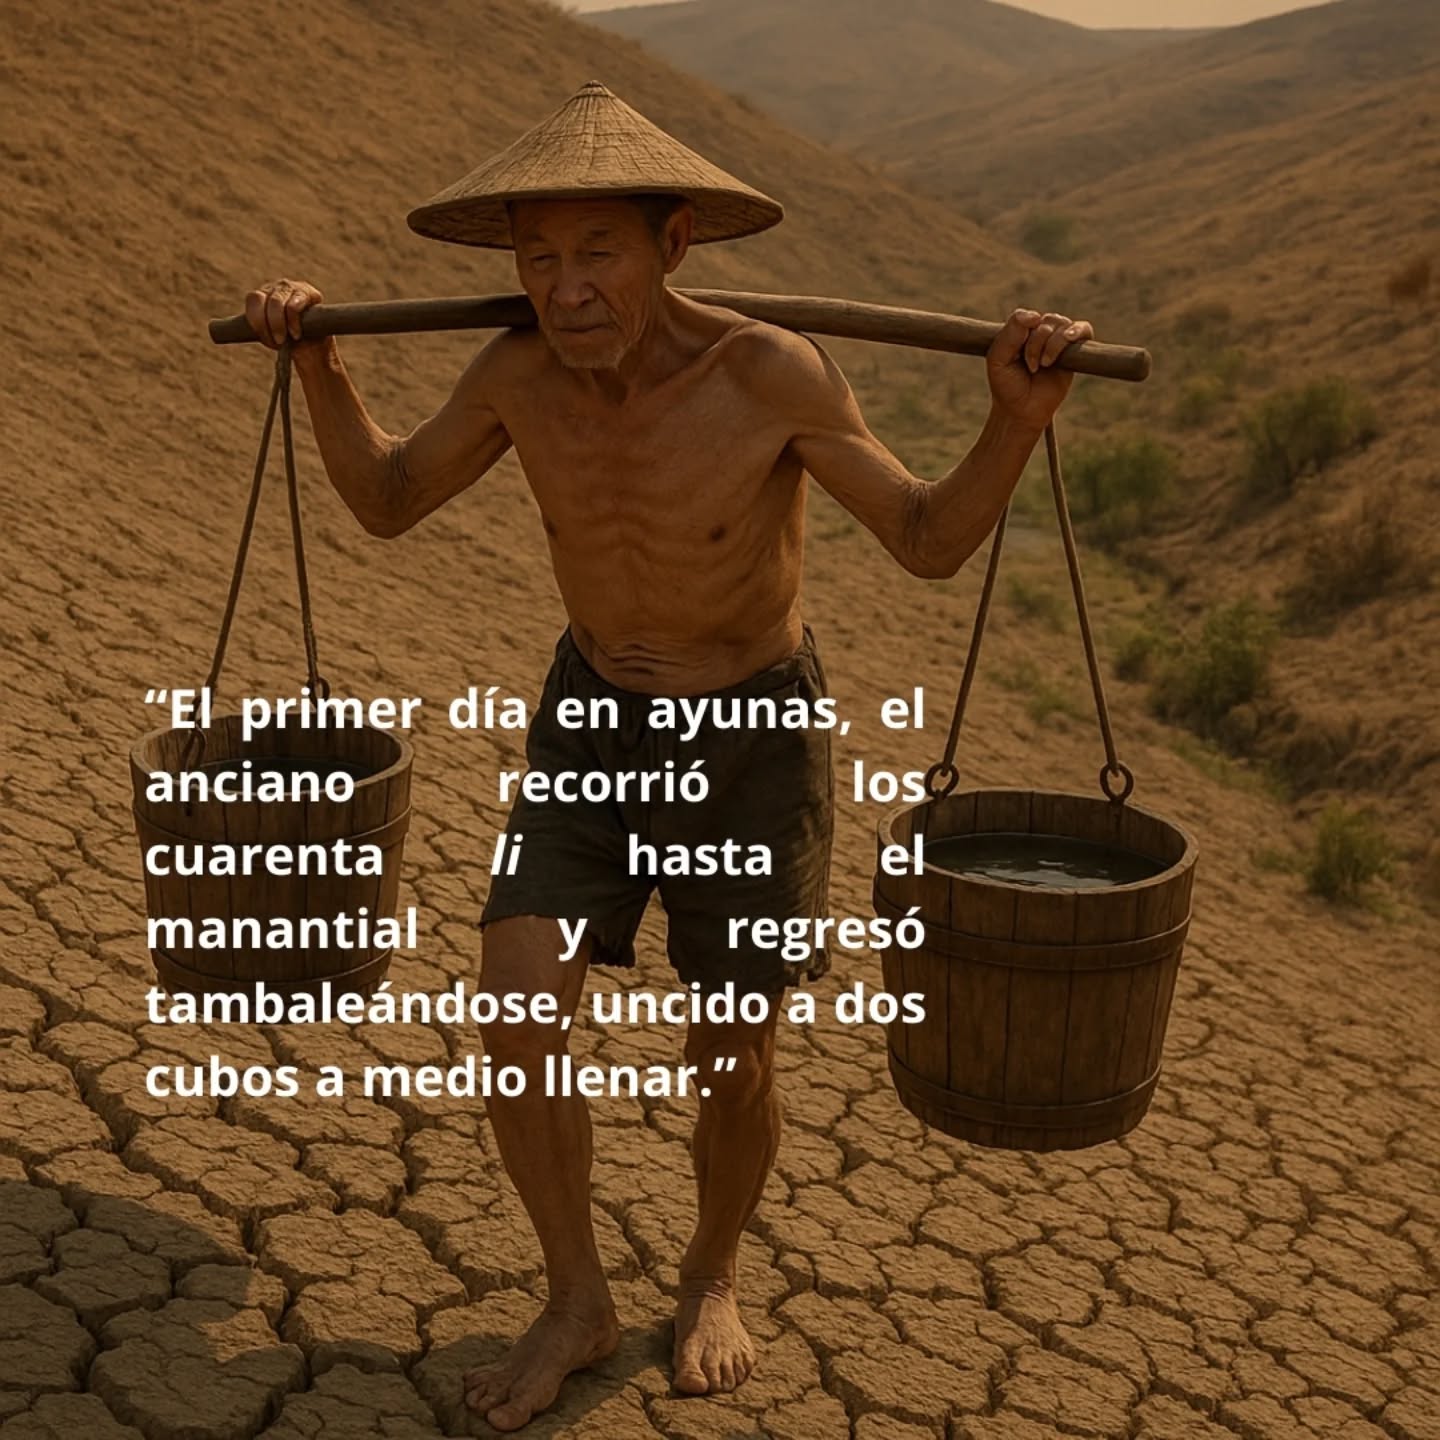 “El primer día en ayunas, el
anciano recorrió los
cuarenta li hasta el
manantial y regresó
tambaleándose, uncido a dos
cubos a medio llenar.”